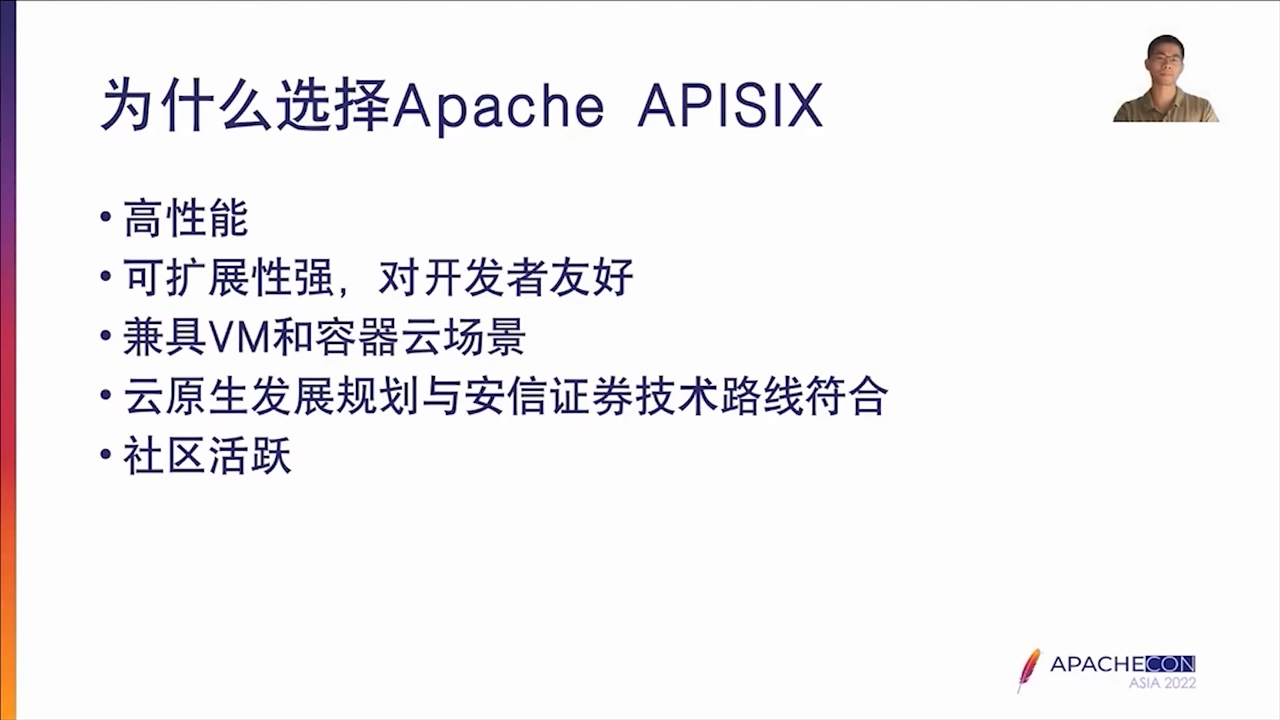 为什么选择Apache APISIX
• 高性能
• 可扩展性强，对开发者友好
• 兼具VM和容器云场景
• 云原生发展规划与安信证券技术路线符合
• 社区活跃
APACHECON
ASIA 2022